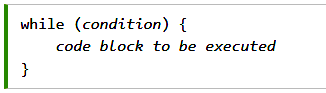 while (condition) {
    code block to be executed
}